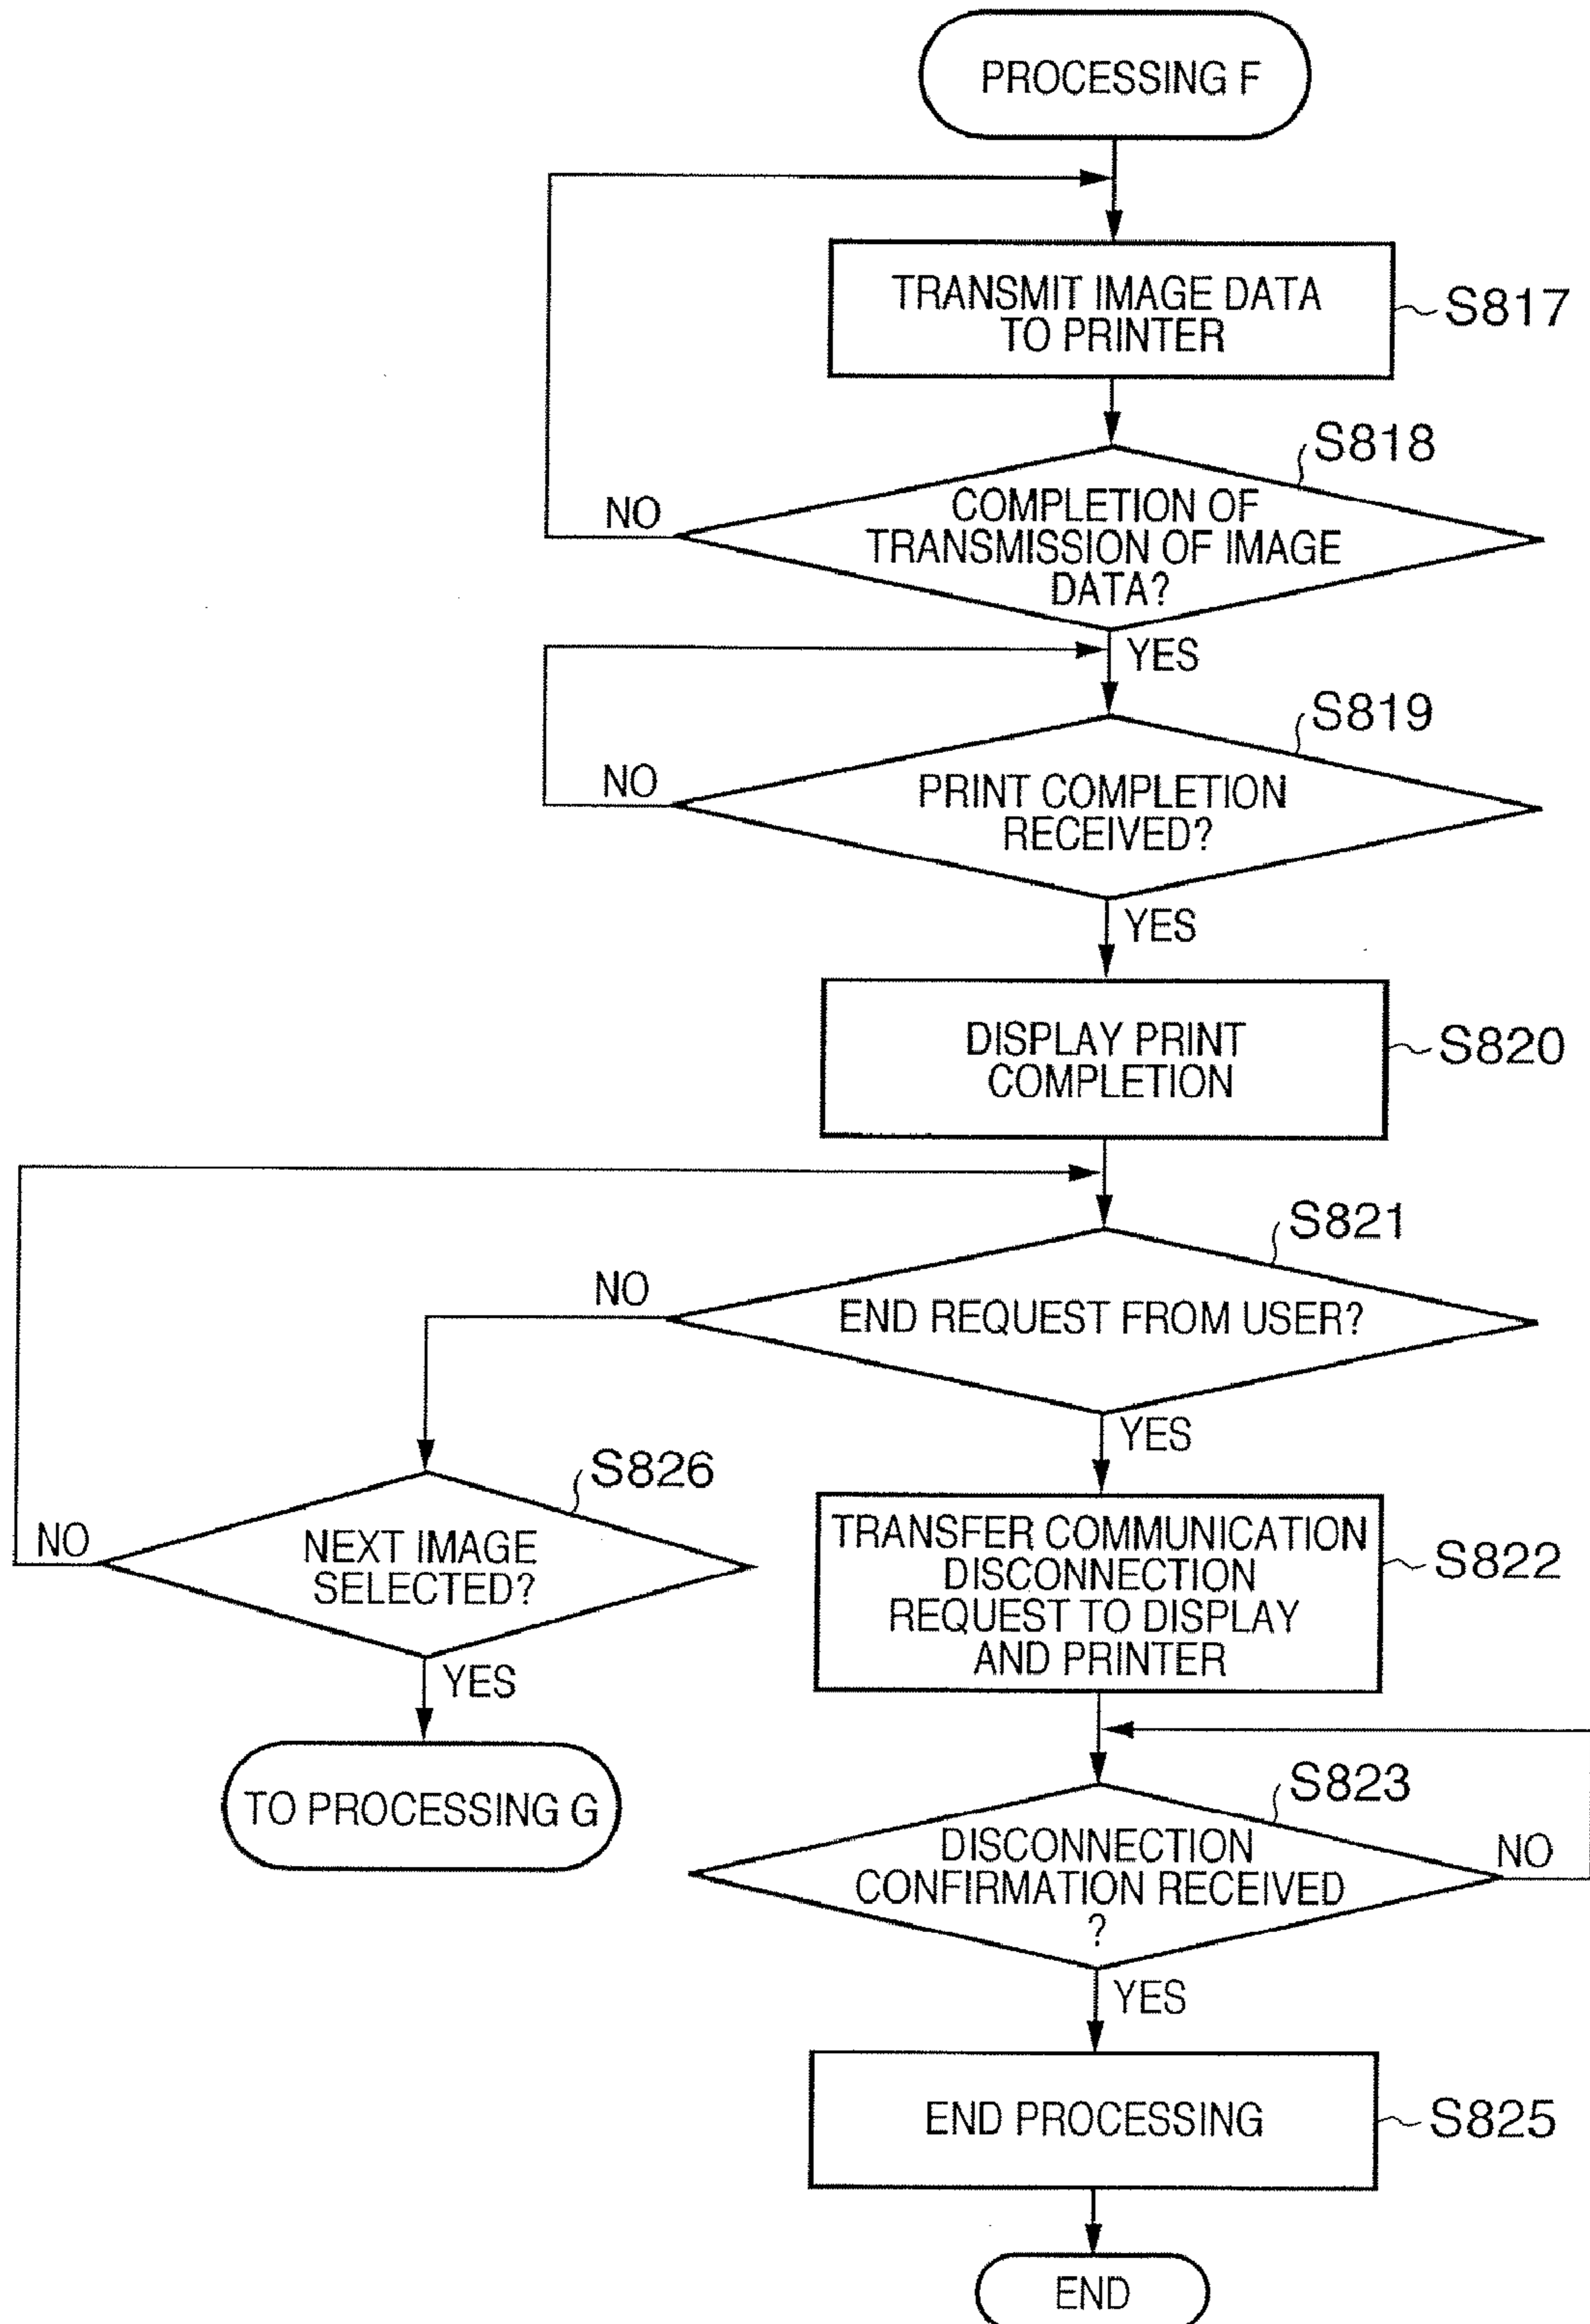 PROCESSING F
TRANSMIT IMAGE DATA
TO PRINTER
S817
S818
COMPLETION OF
TRANSMISSION OF IMAGE
DATA?
NO
YES
S819
PRINT COMPLETION
RECEIVED?
NO
YES
DISPLAY PRINT
COMPLETION
S820
S821
END REQUEST FROM USER?
NO
YES
S826
NEXT IMAGE
SELECTED?
NO
YES
TO PROCESSING G
TRANSFER COMMUNICATION
DISCONNECTION
REQUEST TO DISPLAY
AND PRINTER
S822
S823
DISCONNECTION
CONFIRMATION RECEIVED
?
NO
YES
END PROCESSING
S825
END